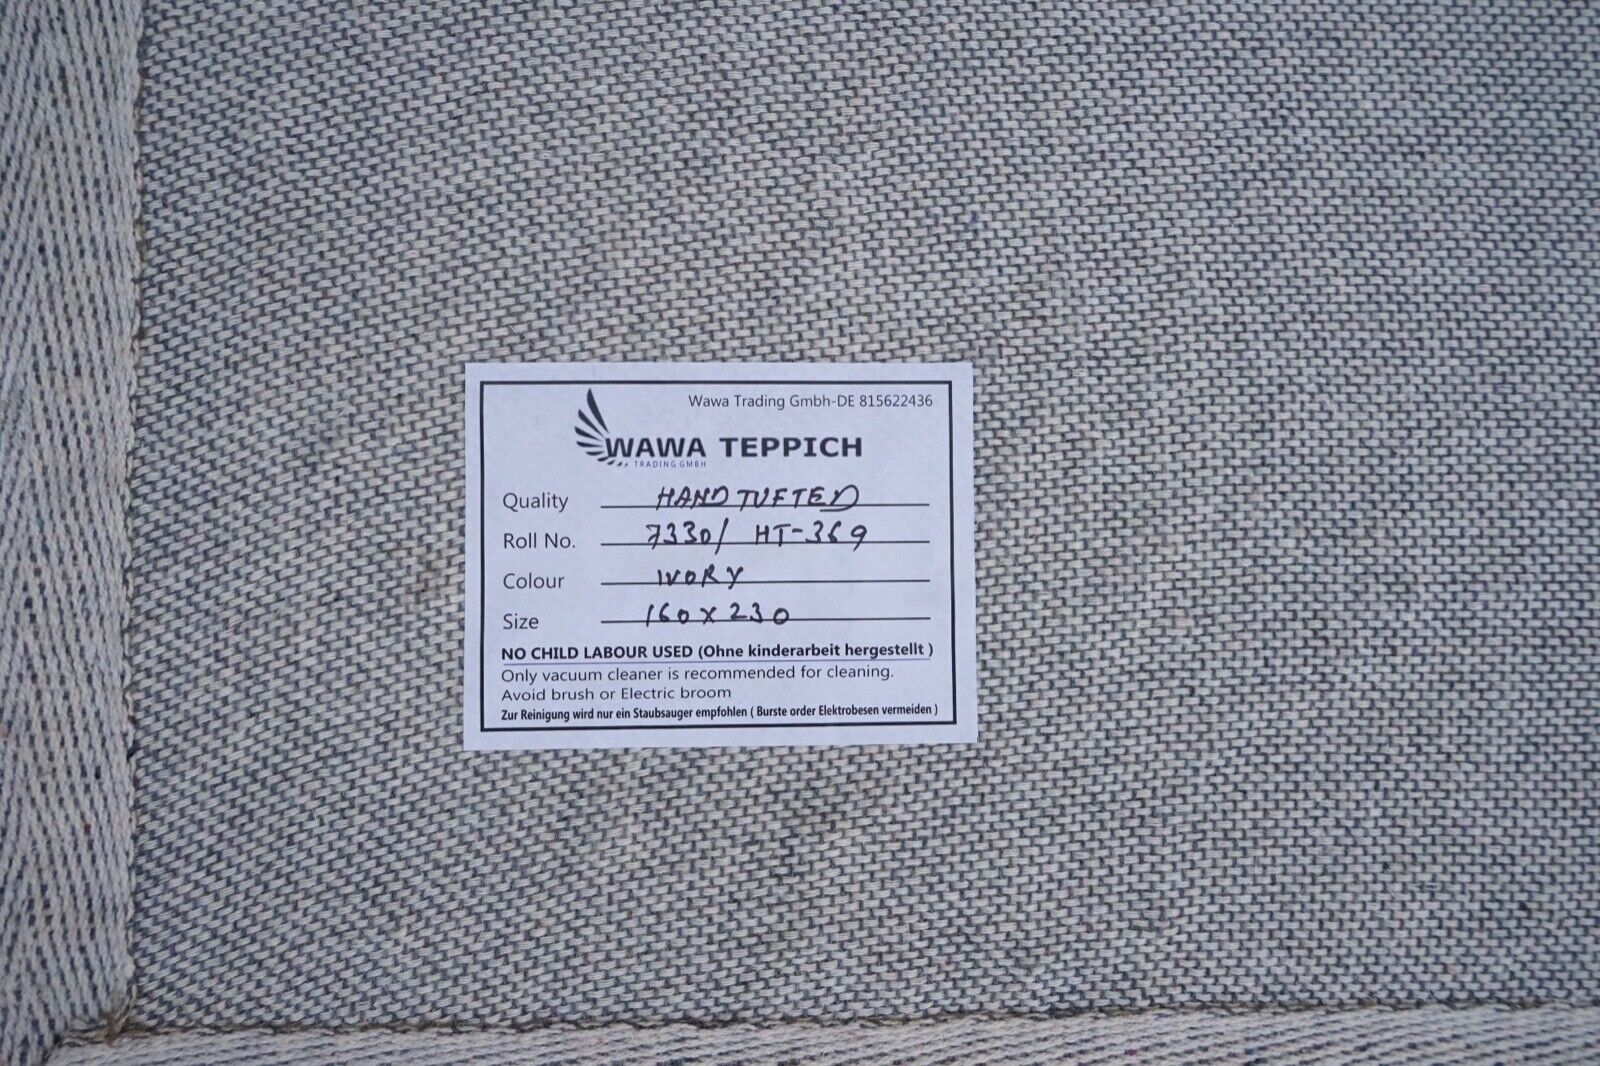 Wawa Trading Gmbh-DE 815622436
WAWA TEPPICH
TRADING GMBH
Quality HAND TUFTED
Roll No. 7330/ HT-369
Colour IVORY
Size 160 x 230
NO CHILD LABOUR USED (Ohne kinderarbeit hergestellt )
Only vacuum cleaner is recommended for cleaning.
Avoid brush or Electric broom
Zur Reinigung wird nur ein Staubsauger empfohlen ( Burste order Elektrobesen vermeiden )